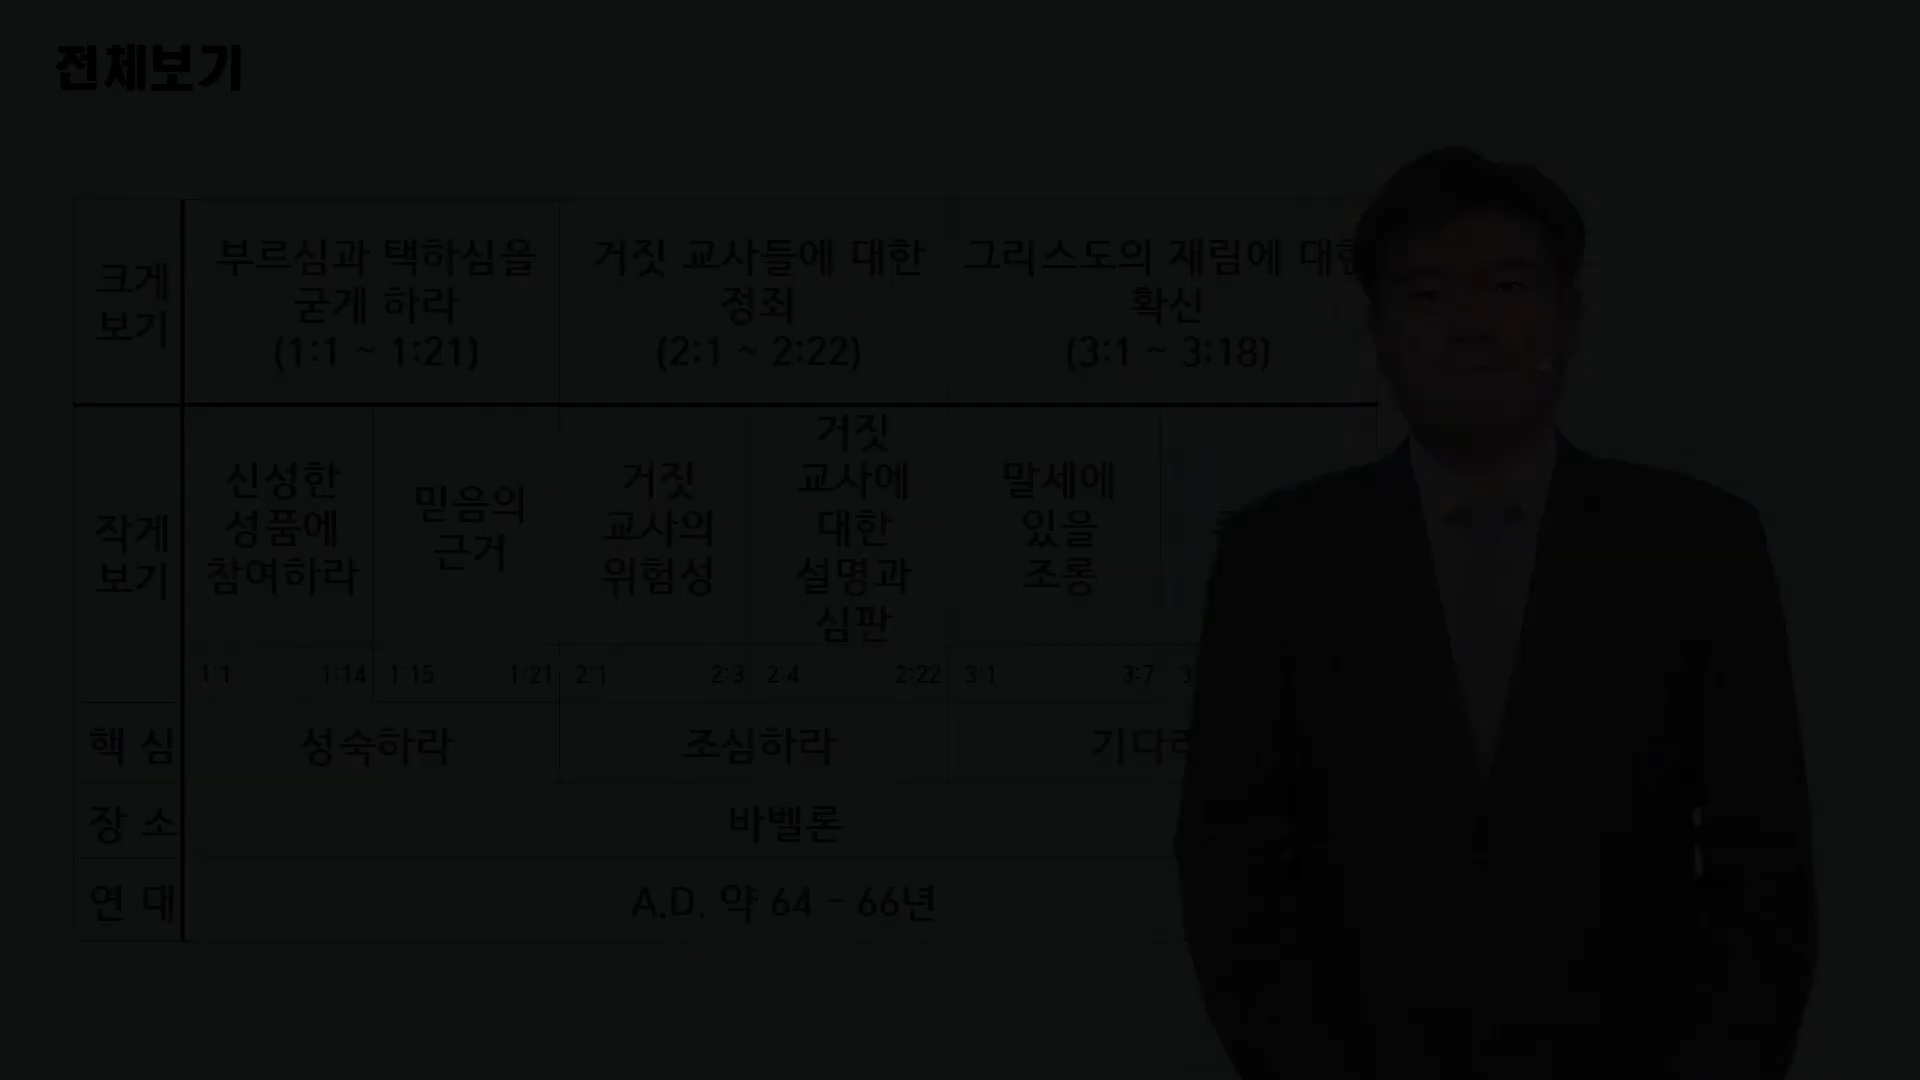 전체보기
크게
보기
부르심과 택하심을
굳게 하라
(1:1 ~ 1:21)
거짓 교사들에 대한
정죄
(2:1 ~ 2:22)
그리스도의 재림에 대한
확신
(3:1 ~ 3:18)
작게
보기
신성한
성품에
참여하라
믿음의
근거
거짓
교사의
위험성
거짓
교사에
대한
설명과
심판
말세에
있을
조롱
1:1 1:14 1:15 1:21 2:1 2:3 2:4 2:22 3:1 3:7
핵 심
성숙하라
조심하라
기다
장 소
바벨론
연 대
A.D. 약 64 - 66년